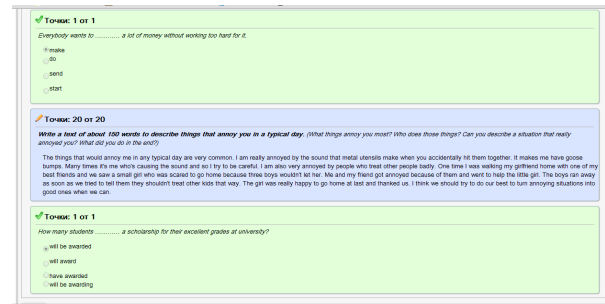 Точки: 1 от 1
Everybody wants to ............ a lot of money without working too hard for it.
make
do
send
start
Точки: 20 от 20
Write a text of about 150 words to describe things that annoy you in a typical day. (What things annoy you most? Who does those things? Can you describe a situation that really
annoyed you? What did you do in the end?)
The things that would annoy me in any typical day are very common. I am really annoyed by the sound that metal utensils make when you accidentally hit them together. It makes me have goose
bumps. Many times it's me who's causing the sound and so I try to be careful. I am also very annoyed by people who treat other people badly. One time I was walking my girlfriend home with one of my
best friends and we saw a small girl who was scared to go home because three boys wouldn't let her. Me and my friend got annoyed because of them and went to help the little girl. The boys ran away
as soon as we tried to tell them they shouldn't treat other kids that way. The girl was really happy to go home at last and thanked us. I think we should try to do our best to turn annoying situations into
good ones when we can.
Точки: 1 от 1
How many students ............ a scholarship for their excellent grades at university?
will be awarded
will award
have awarded
will be awarding